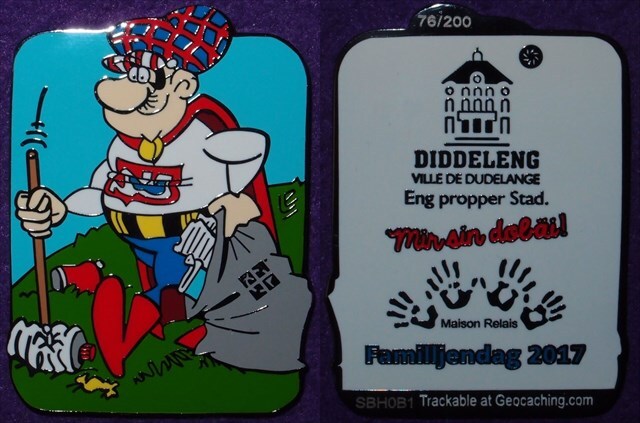 76/200
DIDDELENG
VILLE DE DUDELANGE
Eng propper Stad.
Mir sin dobäi!
Maison Relais
Familljendag 2017
SBH0B1 Trackable at Geocaching.com